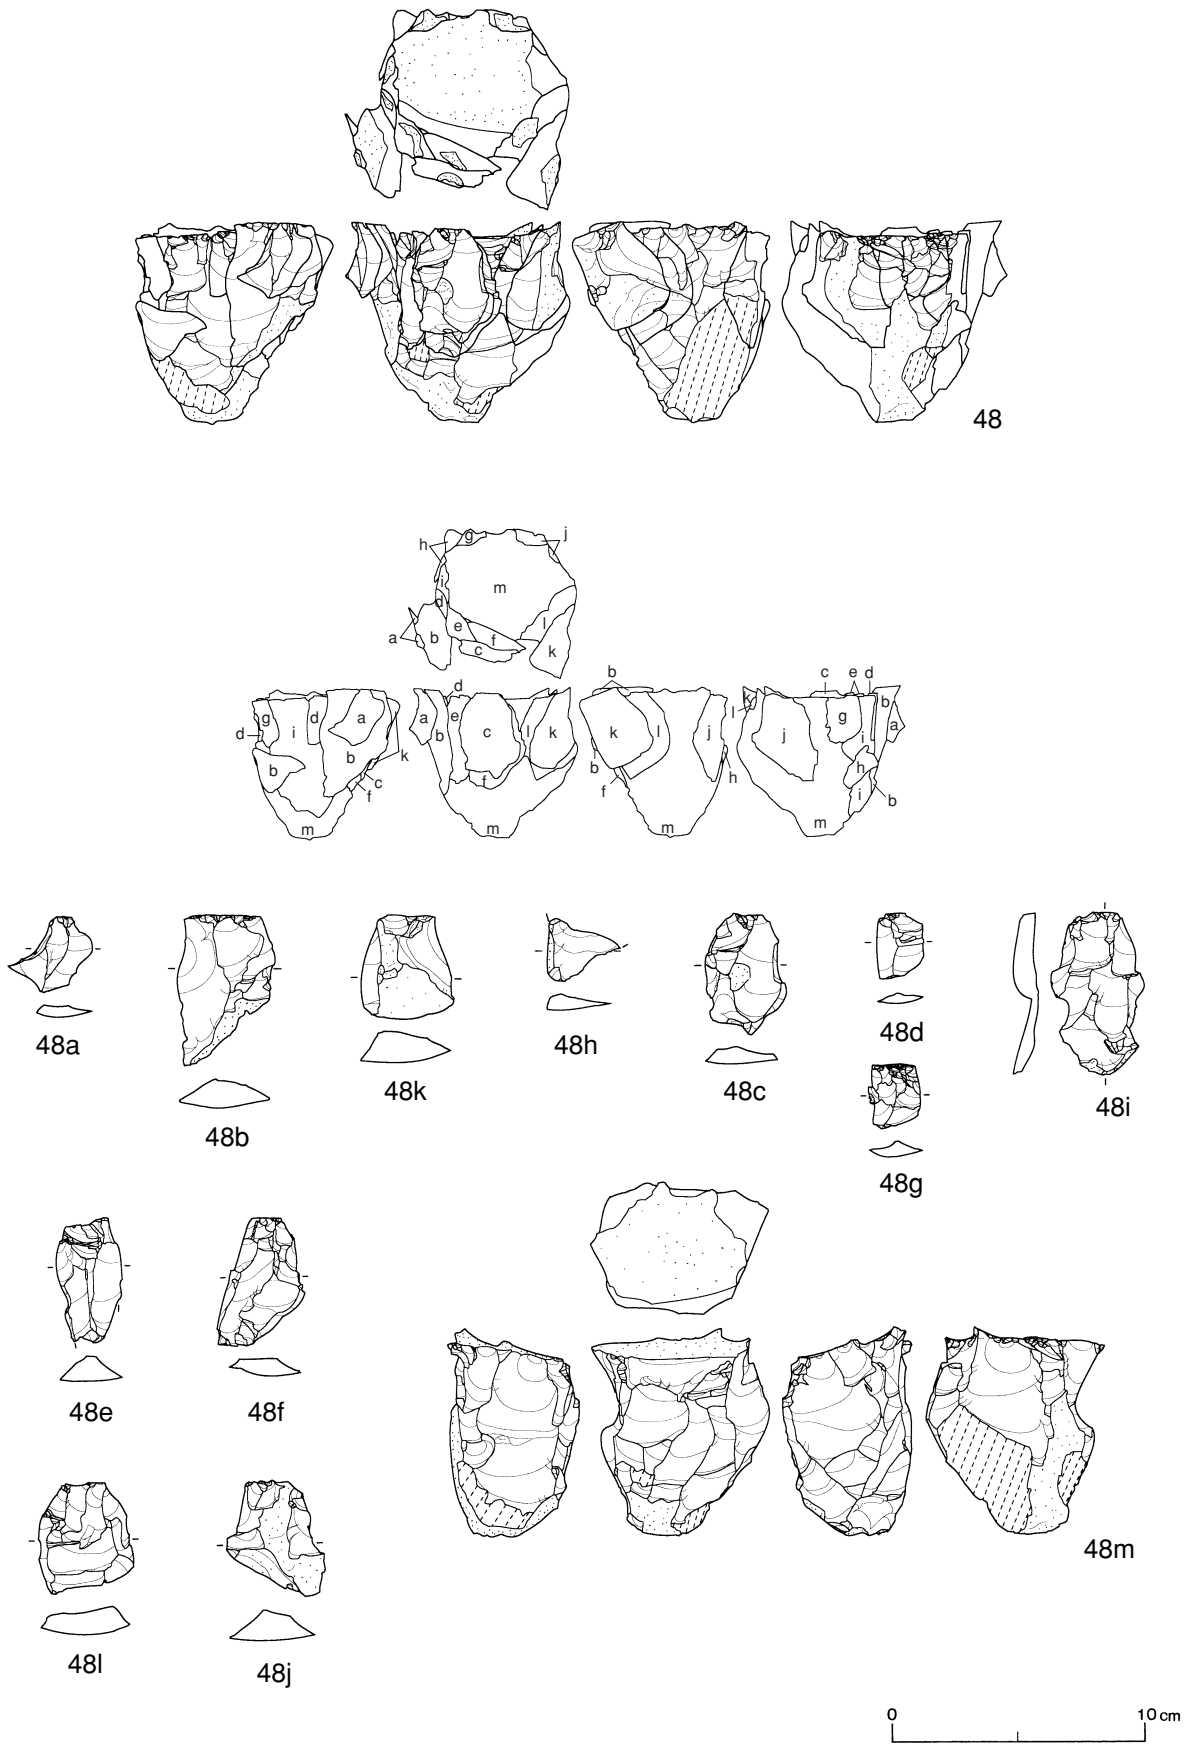 48
h g j
i m
d
a b e f l
c k
b c e d
d k
g d a a e c l k k l j l j g b a
d i b b i
b k b h h
c f f i b
f
m m m m
48a
48b
48k
48h
48c
48d
48g
48i
48e
48f
48m
48l
48j
0 10 cm